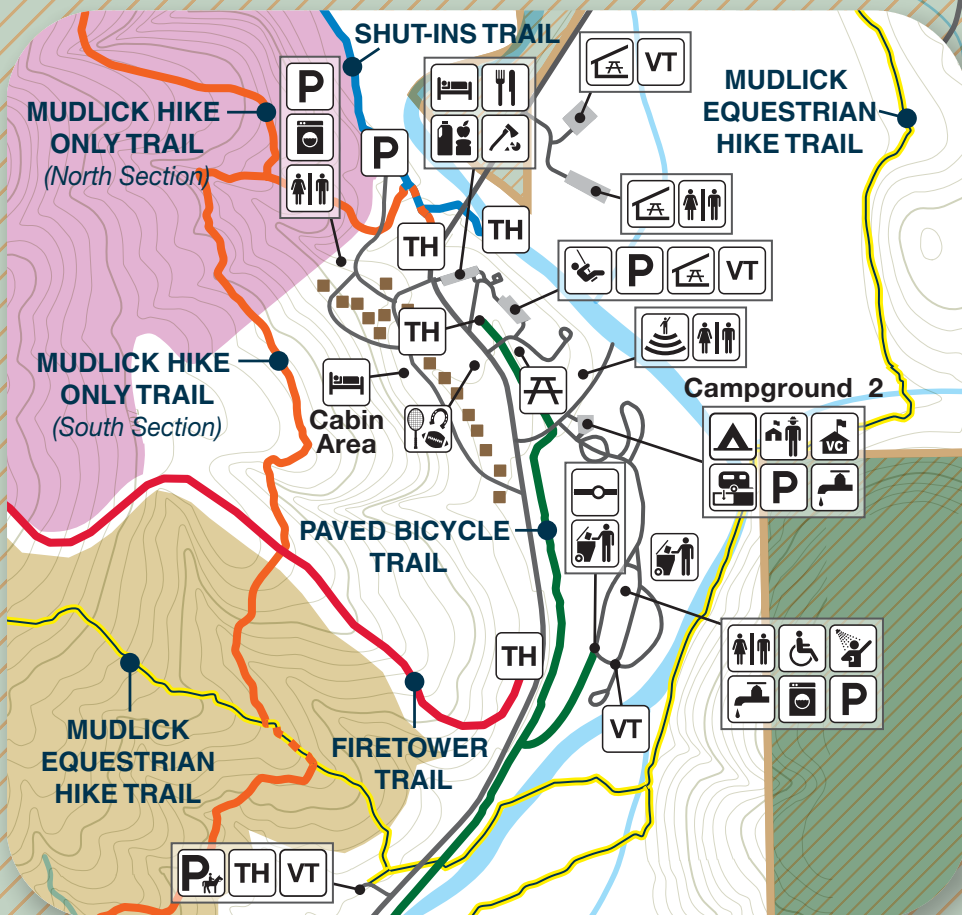 SHUT-INS TRAIL
MUDLICK HIKE
ONLY TRAIL
(North Section)
P
P
VT
MUDLICK
EQUESTRIAN
HIKE TRAIL
TH
TH
P
VT
TH
MUDLICK HIKE
ONLY TRAIL
(South Section)
Cabin
Area
Campground 2
VC
P
PAVED BICYCLE
TRAIL
TH
P
VT
MUDLICK
EQUESTRIAN
HIKE TRAIL
FIRETOWER
TRAIL
P TH VT